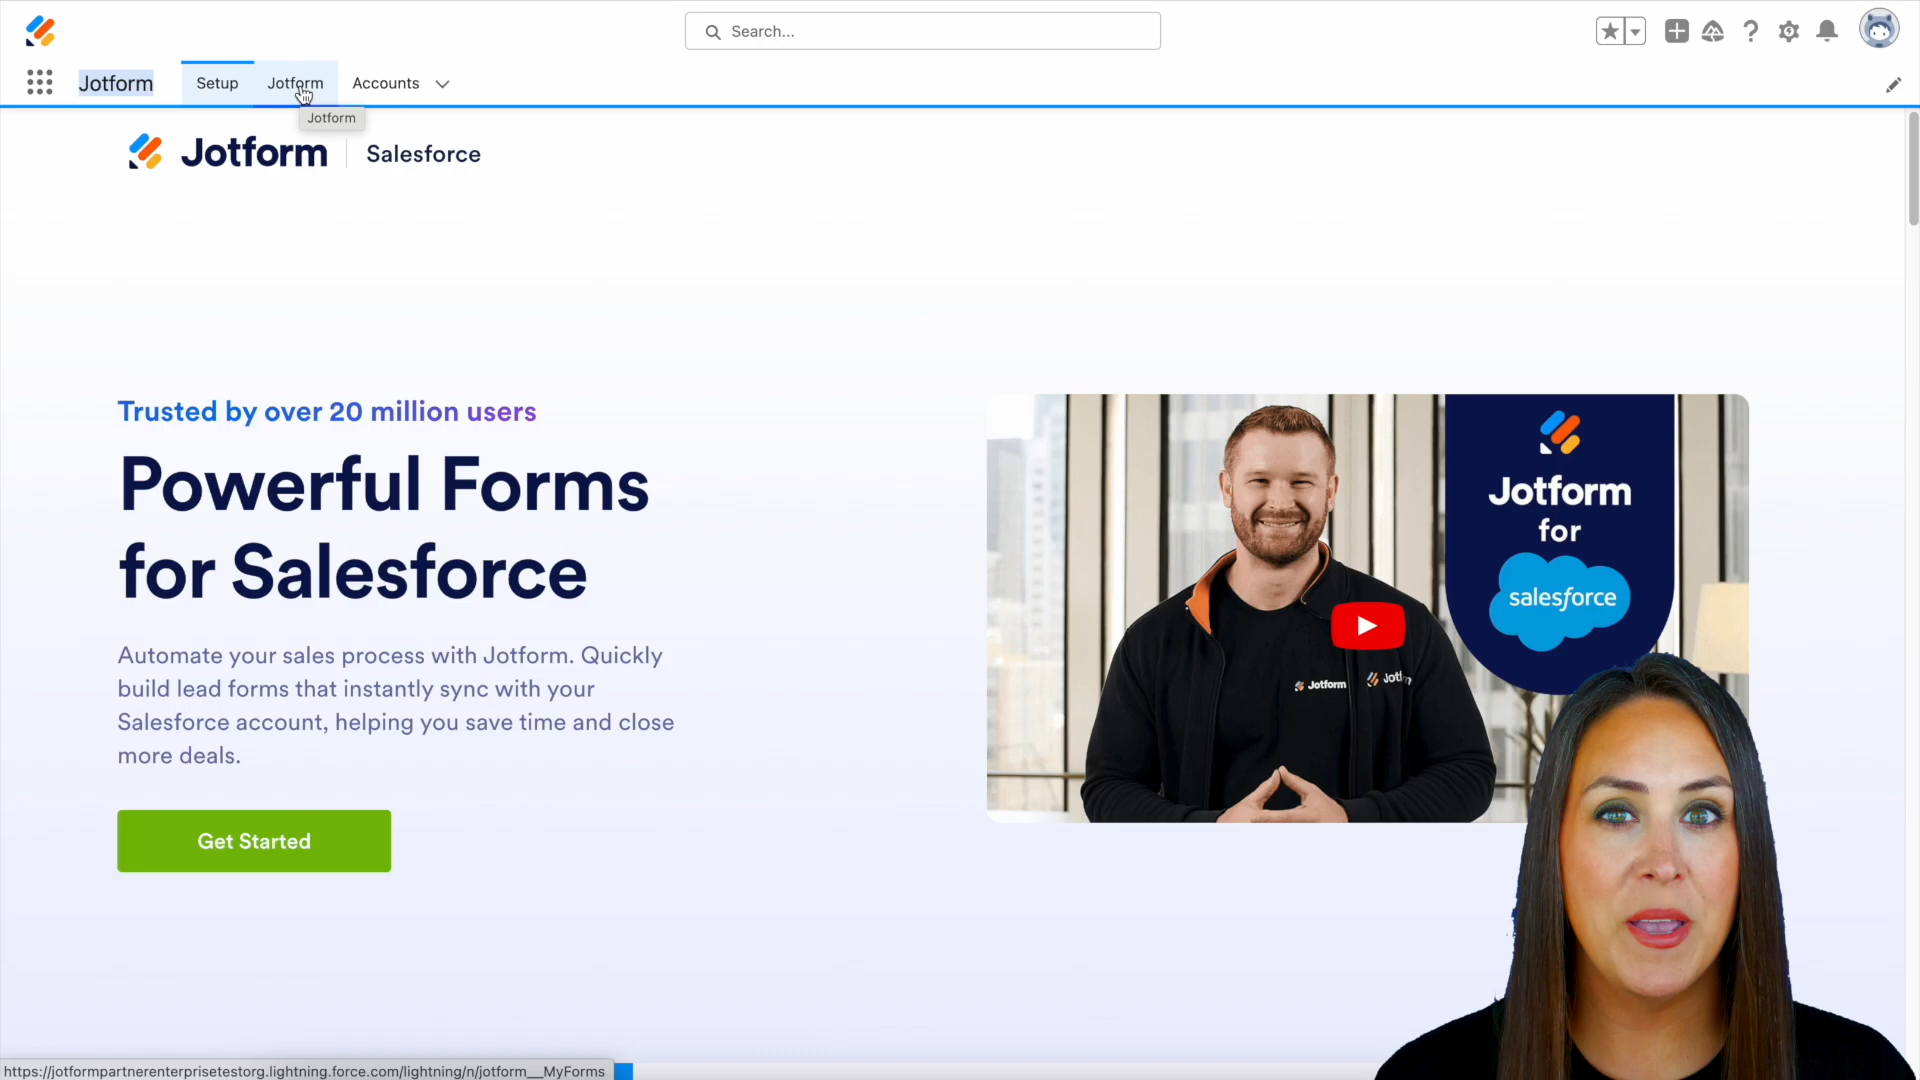 Search...
Jotform
Setup
Jotform
Accounts
Jotform
Jotform
Salesforce
Trusted by over 20 million users
Powerful Forms
for Salesforce
Automate your sales process with Jotform. Quickly
build lead forms that instantly sync with your
Salesforce account, helping you save time and close
more deals.
Get Started
Jotform
for
salesforce
Jotform
https://jotformpartnerenterprisetestorg.lightning.force.com/lightning/n/jotform__MyForms